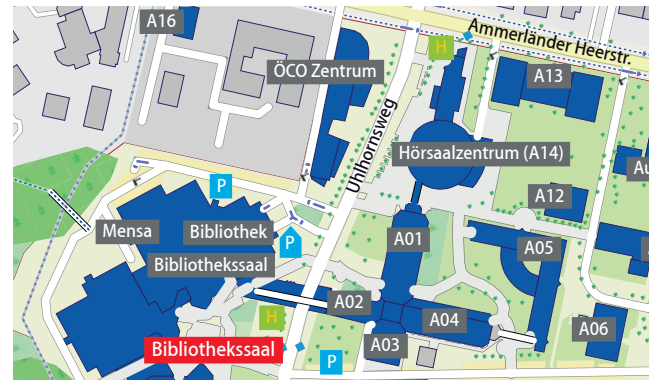 A16
H
Ammerländer Heerstr.
ÖCO Zentrum
A13
Uhlhornsweg
Hörsaalzentrum (A14)
P
A12
Mensa
Bibliothek
P
A01
A05
Bibliothekssaal
A02
H
A04
A06
Bibliothekssaal
A03
P